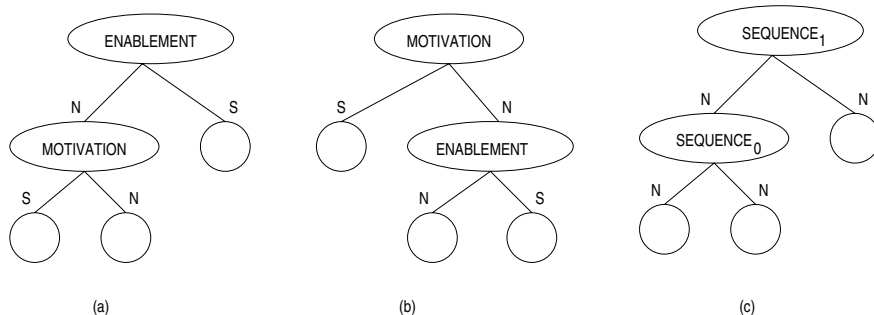 ENABLEMENT
N S
MOTIVATION
S N
(a)
MOTIVATION
S N
ENABLEMENT
N S
(b)
SEQUENCE1
N N
SEQUENCE0
N N
(c)